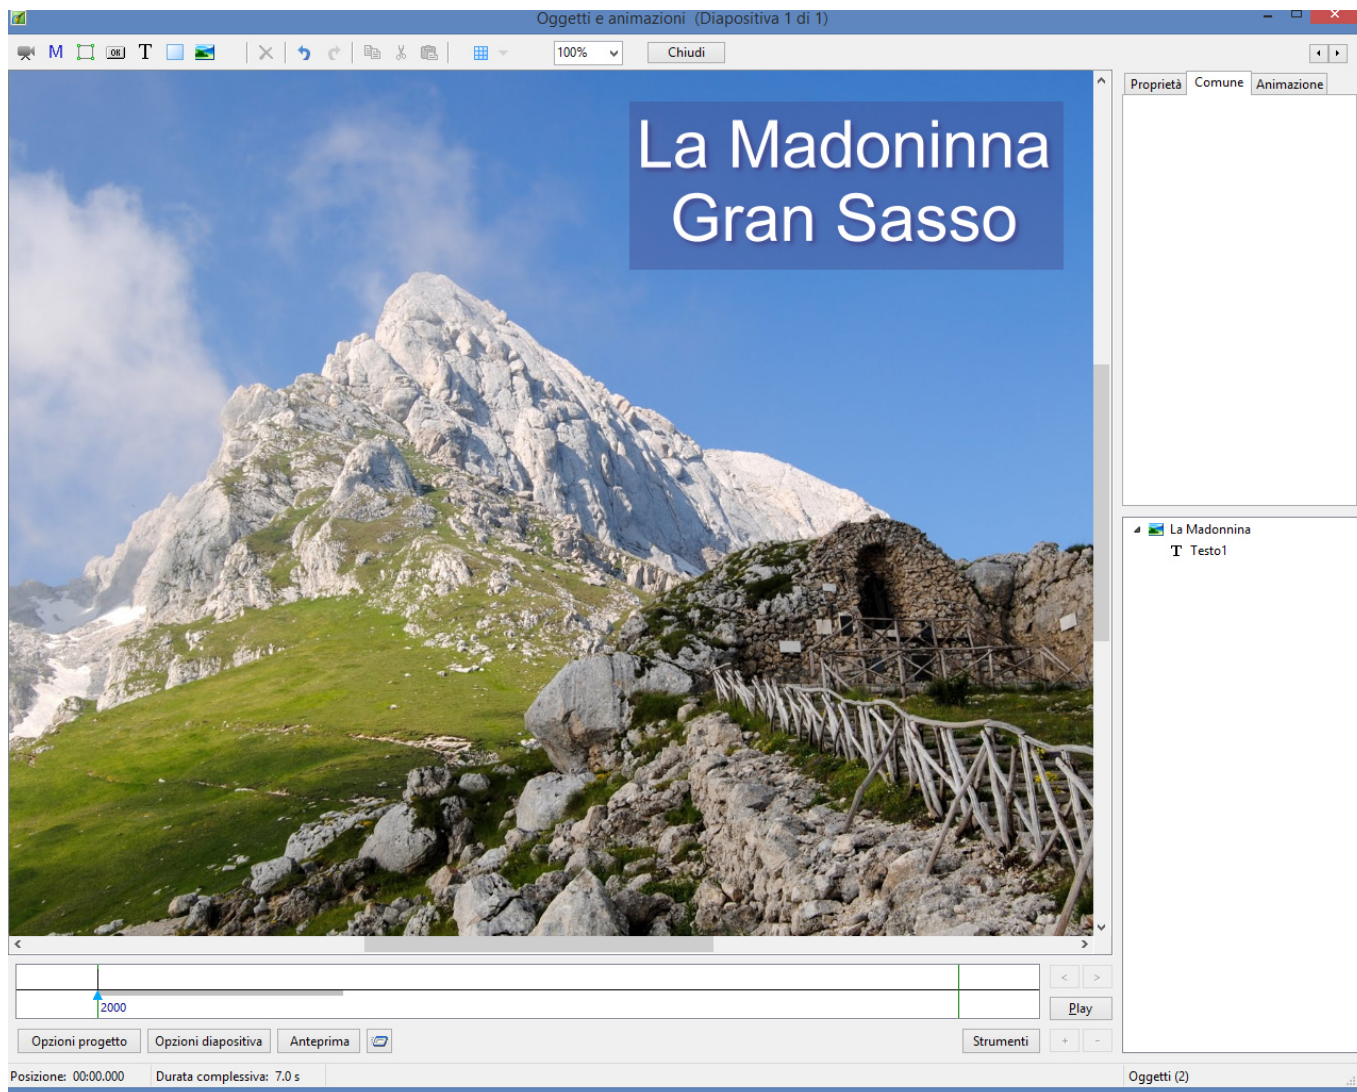 Oggetti e animazioni (Diapositiva 1 di 1)
M OK T 100% Chiudi
Proprietà Comune Animazione
La Madoninna
Gran Sasso
La Madonnina
T Testo1
2000
< >
Play
Opzioni progetto Opzioni diapositiva Anteprima Strumenti + -
Posizione: 00:00.000 Durata complessiva: 7.0 s Oggetti (2)